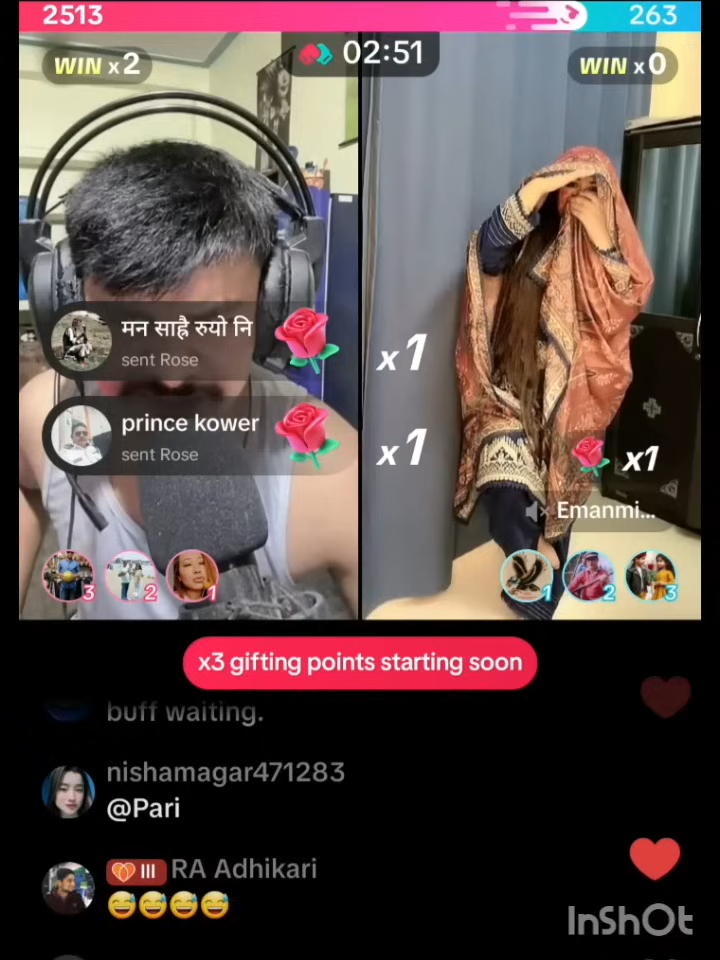 2513
263
WIN x2
02:51
WIN x0
मन साह्रै रुयो नि
sent Rose
x1
prince kower
sent Rose
x1
x1
Emanmi...
3
2
1
1
2
3
x3 gifting points starting soon
buff waiting.
nishamagar471283
@Pari
III RA Adhikari
😅😅😅😅
InShOt